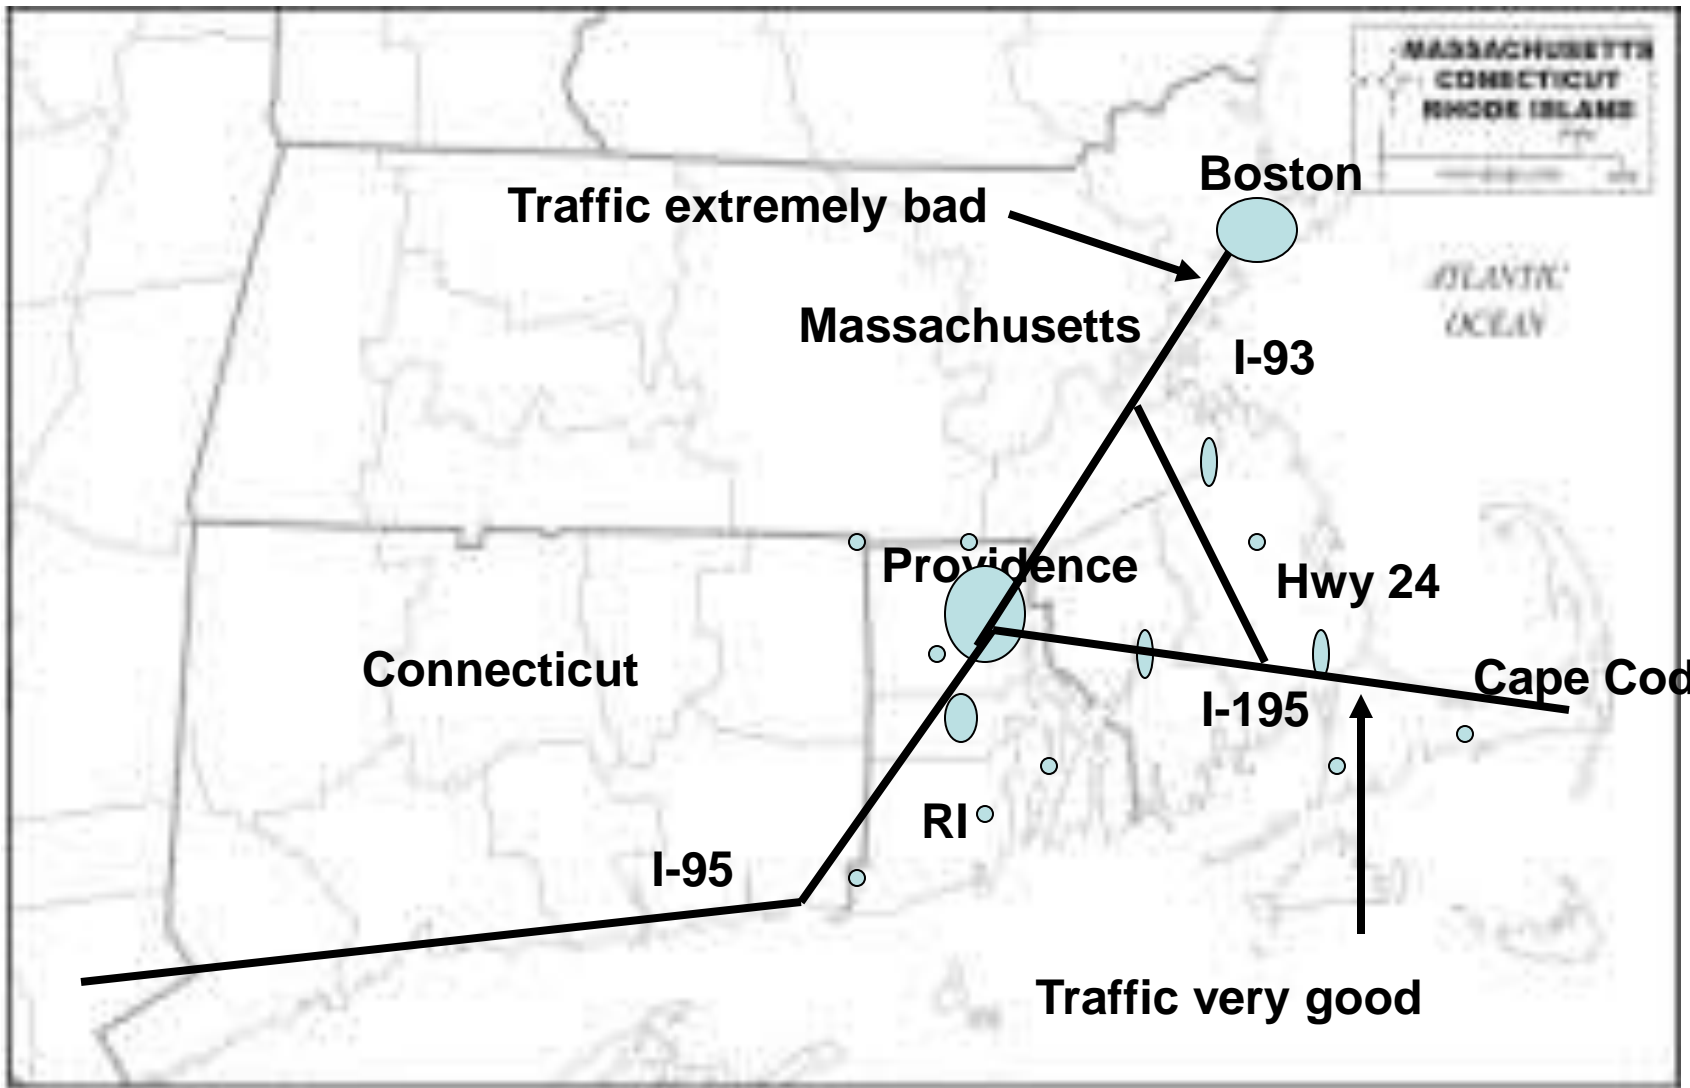 MASSACHUSETTS
CONECTICUT
RHODE ISLAND
Boston
Traffic extremely bad
ATLANTIC
OCEAN
Massachusetts
I-93
Providence
Hwy 24
Connecticut
Cape Cod
I-195
RI
I-95
Traffic very good